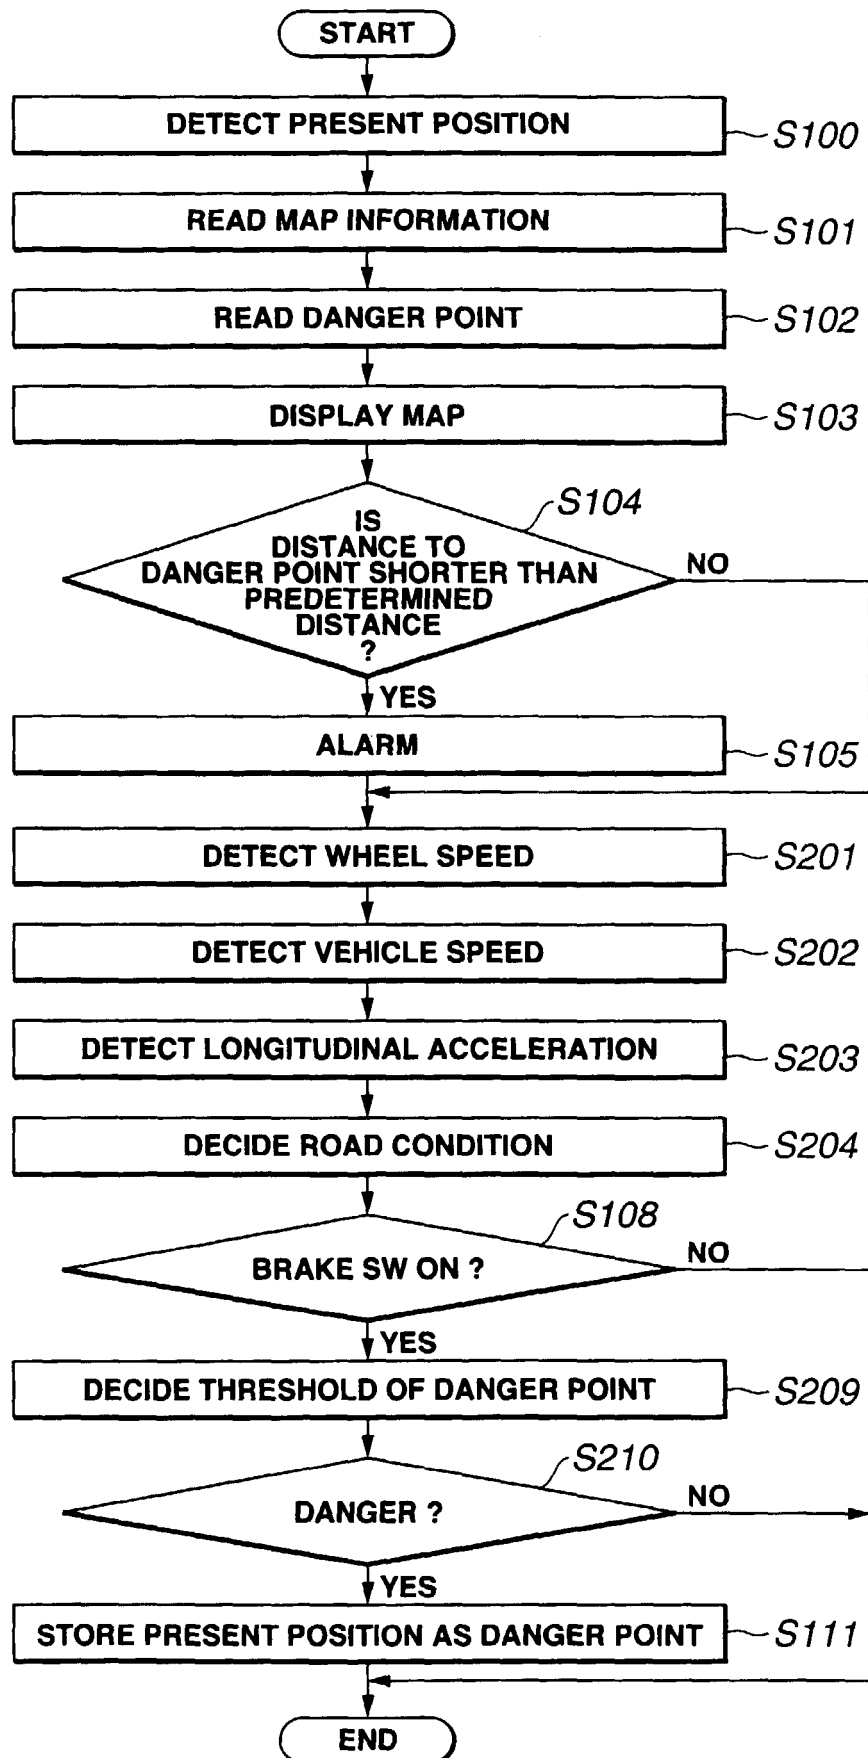 START
DETECT PRESENT POSITION
S100
READ MAP INFORMATION
S101
READ DANGER POINT
S102
DISPLAY MAP
S103
S104
IS
DISTANCE TO
DANGER POINT SHORTER THAN
PREDETERMINED
DISTANCE
?
NO
YES
ALARM
S105
DETECT WHEEL SPEED
S201
DETECT VEHICLE SPEED
S202
DETECT LONGITUDINAL ACCELERATION
S203
DECIDE ROAD CONDITION
S204
S108
BRAKE SW ON ?
NO
YES
DECIDE THRESHOLD OF DANGER POINT
S209
S210
DANGER ?
NO
YES
STORE PRESENT POSITION AS DANGER POINT
S111
END